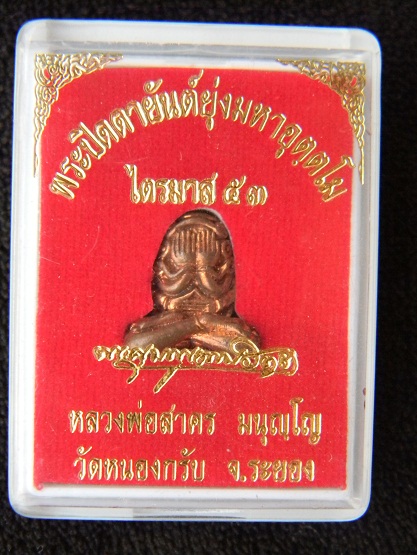 พระปิดตายันต์ยุ่งมหาอุตฺตโม
ไตรมาส ๕๓
หลวงพ่อสาคร มนุญฺโญ
วัดหนองกรับ จ.ระยอง